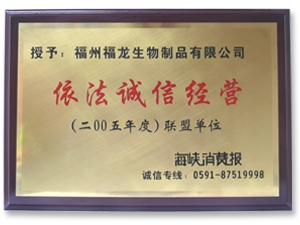 授予：福州福龙生物制品有限公司
依法诚信经营
（二00五年度）联盟单位
海峡消费报
诚信专线：0591-87519998